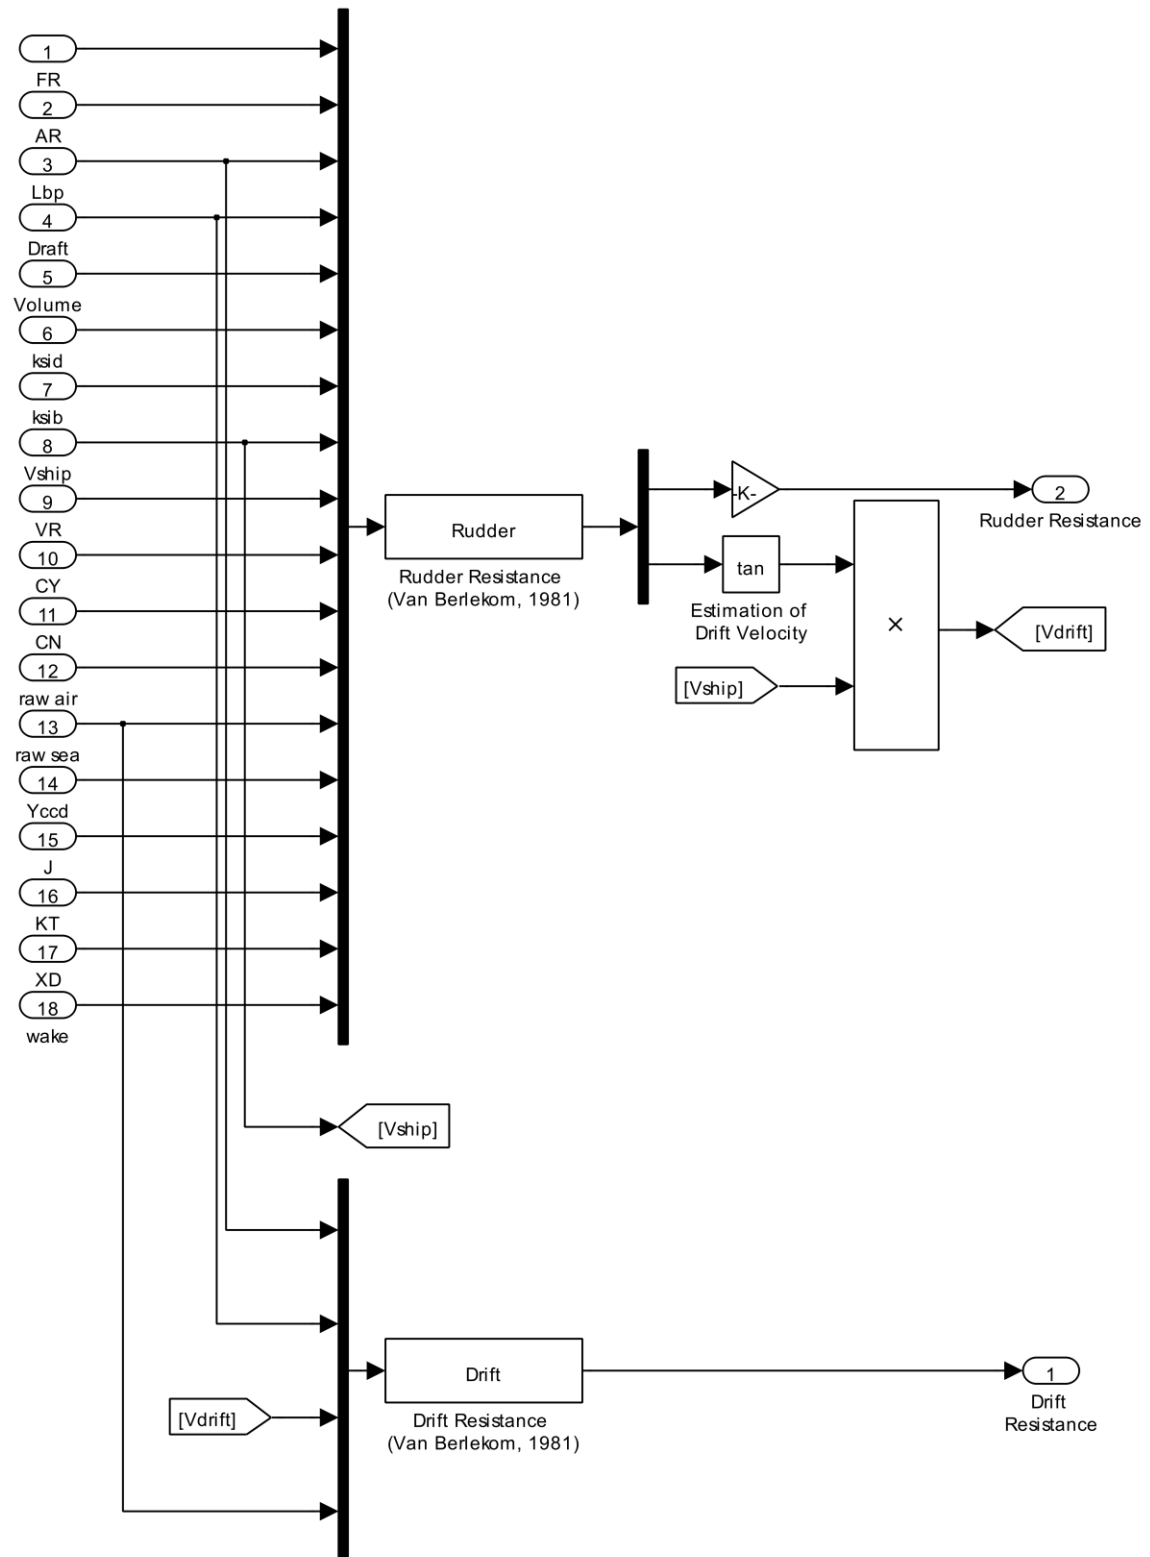 1
FR
2
AR
3
Lbp
4
Draft
5
Volume
6
ksid
7
ksib
8
Vship
9
VR
10
CY
11
CN
12
raw air
13
raw sea
14
Yccd
15
J
16
KT
17
XD
18
wake
Rudder
Rudder Resistance
(Van Berlekom, 1981)
-K-
2
Rudder Resistance
tan
Estimation of
Drift Velocity
[Vship]
×
[Vdrift]
[Vship]
[Vdrift]
Drift
Drift Resistance
(Van Berlekom, 1981)
1
Drift
Resistance